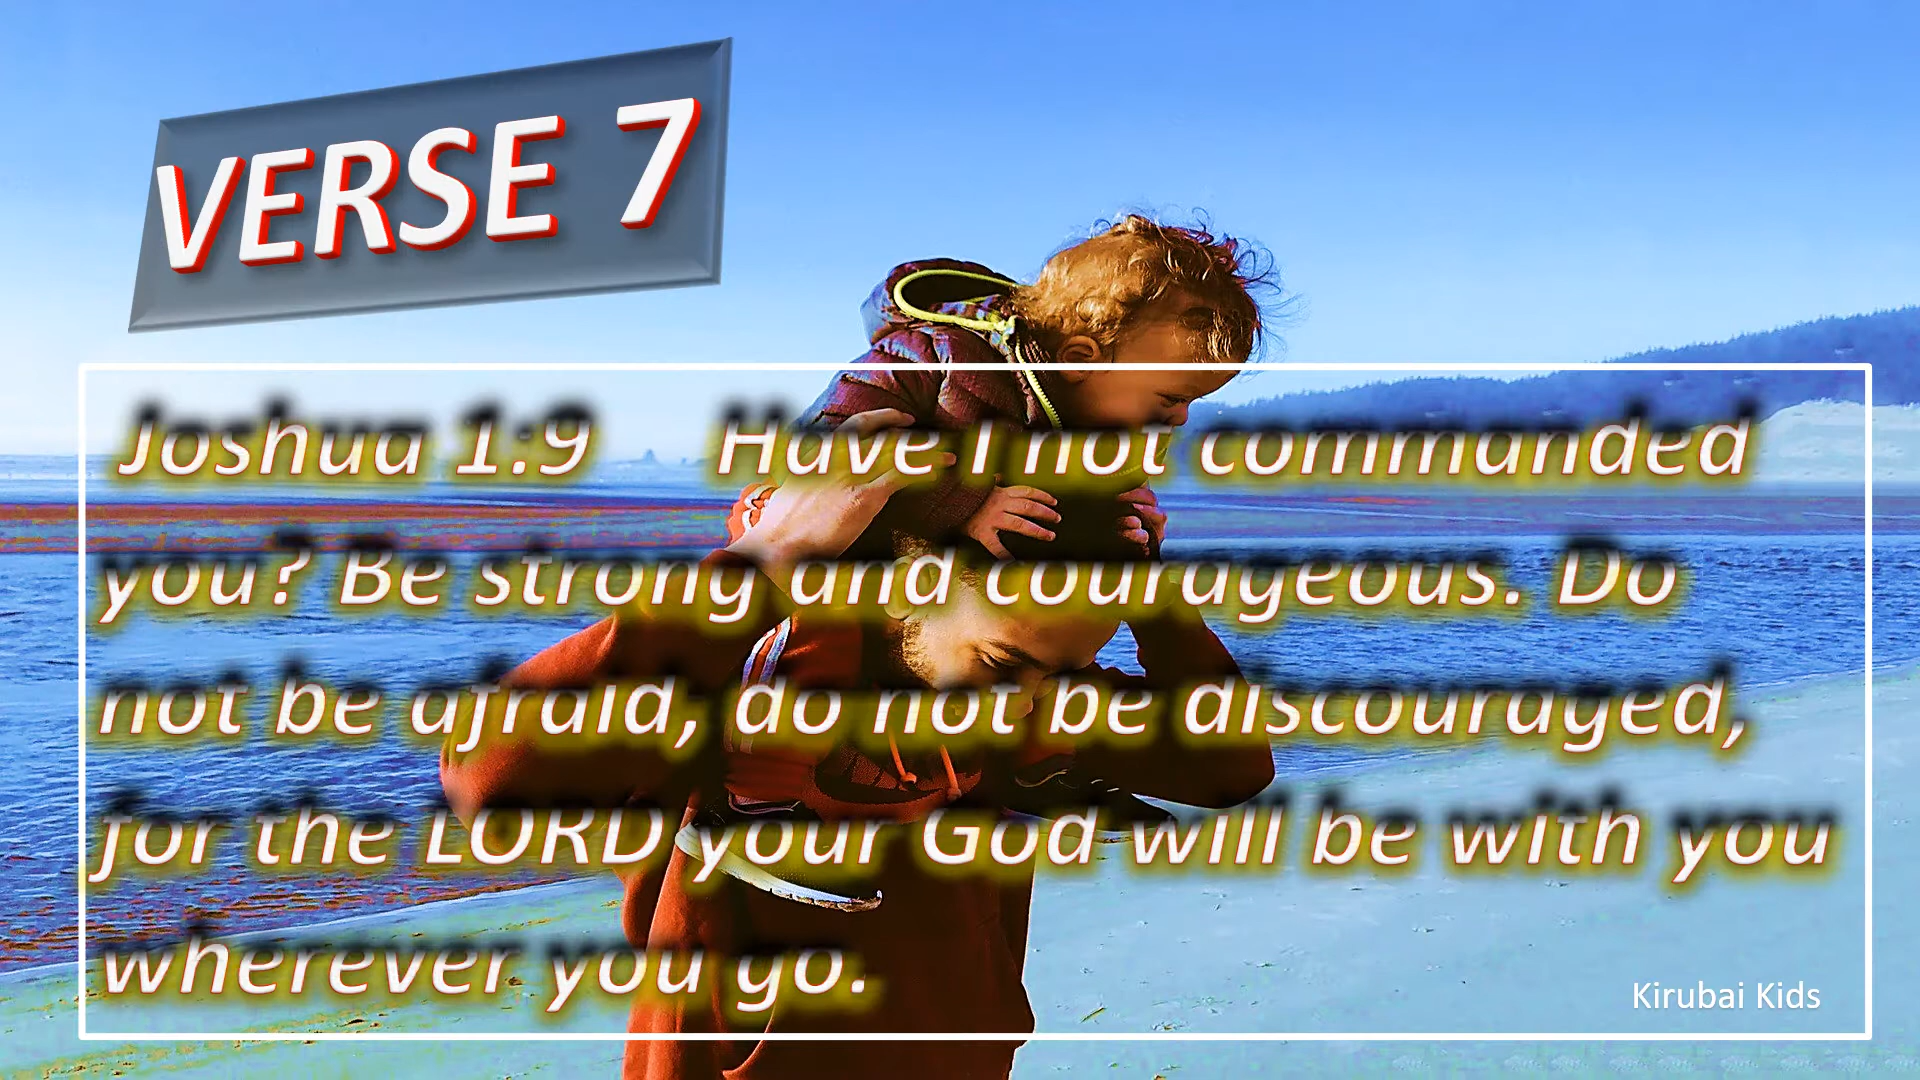 VERSE 7
Joshua 1:9 Have I not commanded
you? Be strong and courageous. Do
not be afraid, do not be discouraged,
for the LORD your God will be with you
wherever you go.
Kirubai Kids